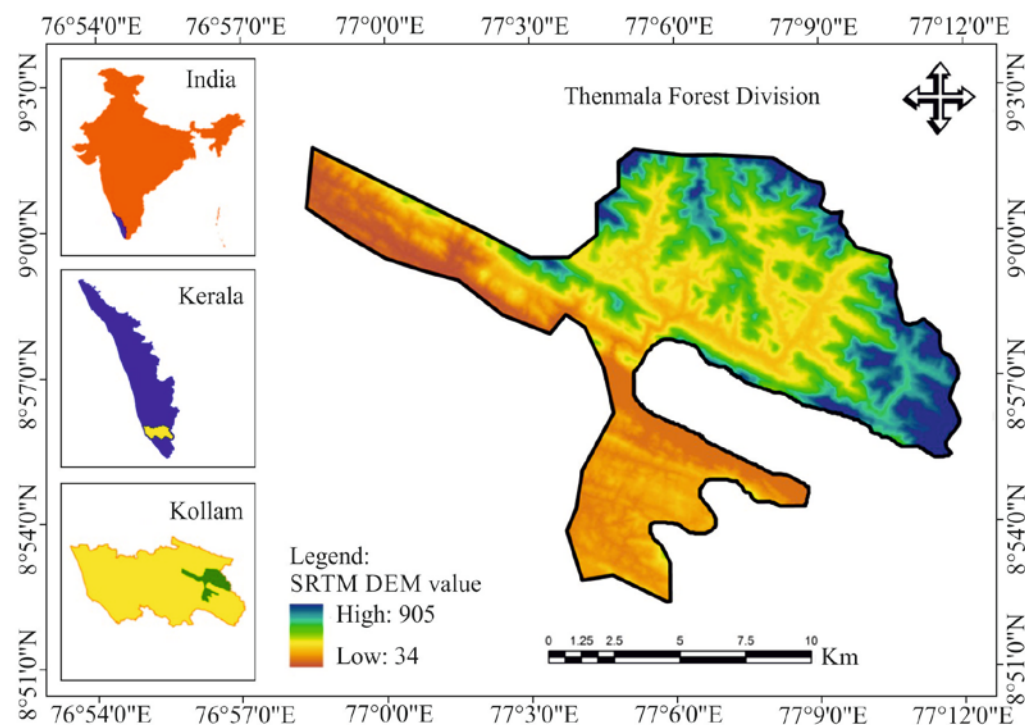 76°54'0"E 76°57'0"E 77°0'0"E 77°3'0"E 77°6'0"E 77°9'0"E 77°12'0"E
India
Thenmala Forest Division
9°3'0"N
9°3'0"N
9°0'0"N
9°0'0"N
Kerala
8°57'0"N
8°57'0"N
Kollam
8°54'0"N
8°54'0"N
Legend:
SRTM DEM value
High: 905
Low: 34
0 1.25 2.5 5 7.5 10
Km
8°51'0"N
8°51'0"N
76°54'0"E 76°57'0"E 77°0'0"E 77°3'0"E 77°6'0"E 77°9'0"E 77°12'0"E